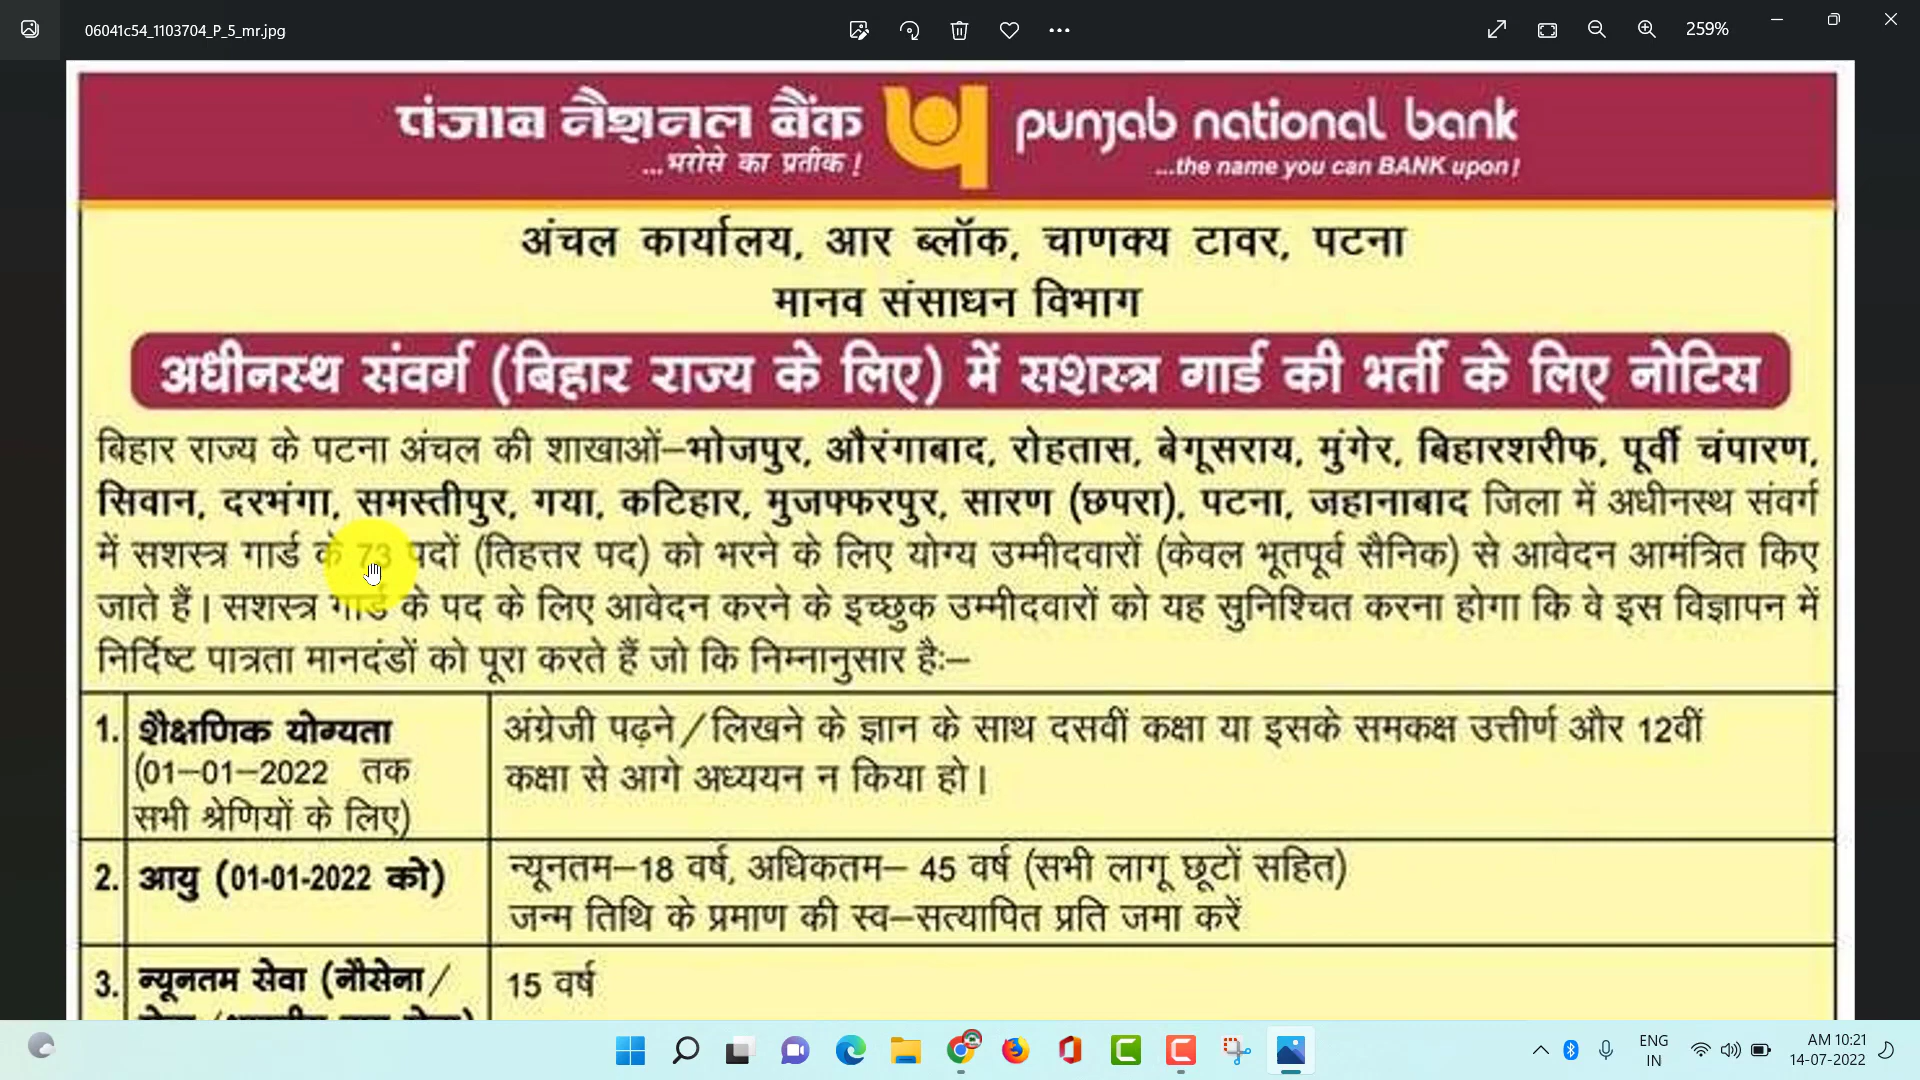 06041c54_1103704_P_5_mr.jpg
259%
पंजाब नैशनल बैंक punjab national bank
...भरोसे का प्रतीक ! ...the name you can BANK upon !
अंचल कार्यालय, आर ब्लॉक, चाणक्य टावर, पटना
मानव संसाधन विभाग
अधीनस्थ संवर्ग (बिहार राज्य के लिए) में सशस्त्र गार्ड की भर्ती के लिए नोटिस
बिहार राज्य के पटना अंचल की शाखाओं–भोजपुर, औरंगाबाद, रोहतास, बेगूसराय, मुंगेर, बिहारशरीफ, पूर्वी चंपारण,
सिवान, दरभंगा, समस्तीपुर, गया, कटिहार, मुजफ्फरपुर, सारण (छपरा), पटना, जहानाबाद जिला में अधीनस्थ संवर्ग
में सशस्त्र गार्ड के 73 पदों (तिहत्तर पद) को भरने के लिए योग्य उम्मीदवारों (केवल भूतपूर्व सैनिक) से आवेदन आमंत्रित किए
जाते हैं। सशस्त्र गार्ड के पद के लिए आवेदन करने के इच्छुक उम्मीदवारों को यह सुनिश्चित करना होगा कि वे इस विज्ञापन में
निर्दिष्ट पात्रता मानदंडों को पूरा करते हैं जो कि निम्नानुसार है:–
1. शैक्षणिक योग्यता
(01–01–2022 तक
सभी श्रेणियों के लिए)
अंग्रेजी पढ़ने/लिखने के ज्ञान के साथ दसवीं कक्षा या इसके समकक्ष उत्तीर्ण और 12वीं
कक्षा से आगे अध्ययन न किया हो।
2. आयु (01-01-2022 को)
न्यूनतम–18 वर्ष, अधिकतम– 45 वर्ष (सभी लागू छूटों सहित)
जन्म तिथि के प्रमाण की स्व–सत्यापित प्रति जमा करें
3. न्यूनतम सेवा (नौसेना/
15 वर्ष
ENG
IN
AM 10:21
14-07-2022